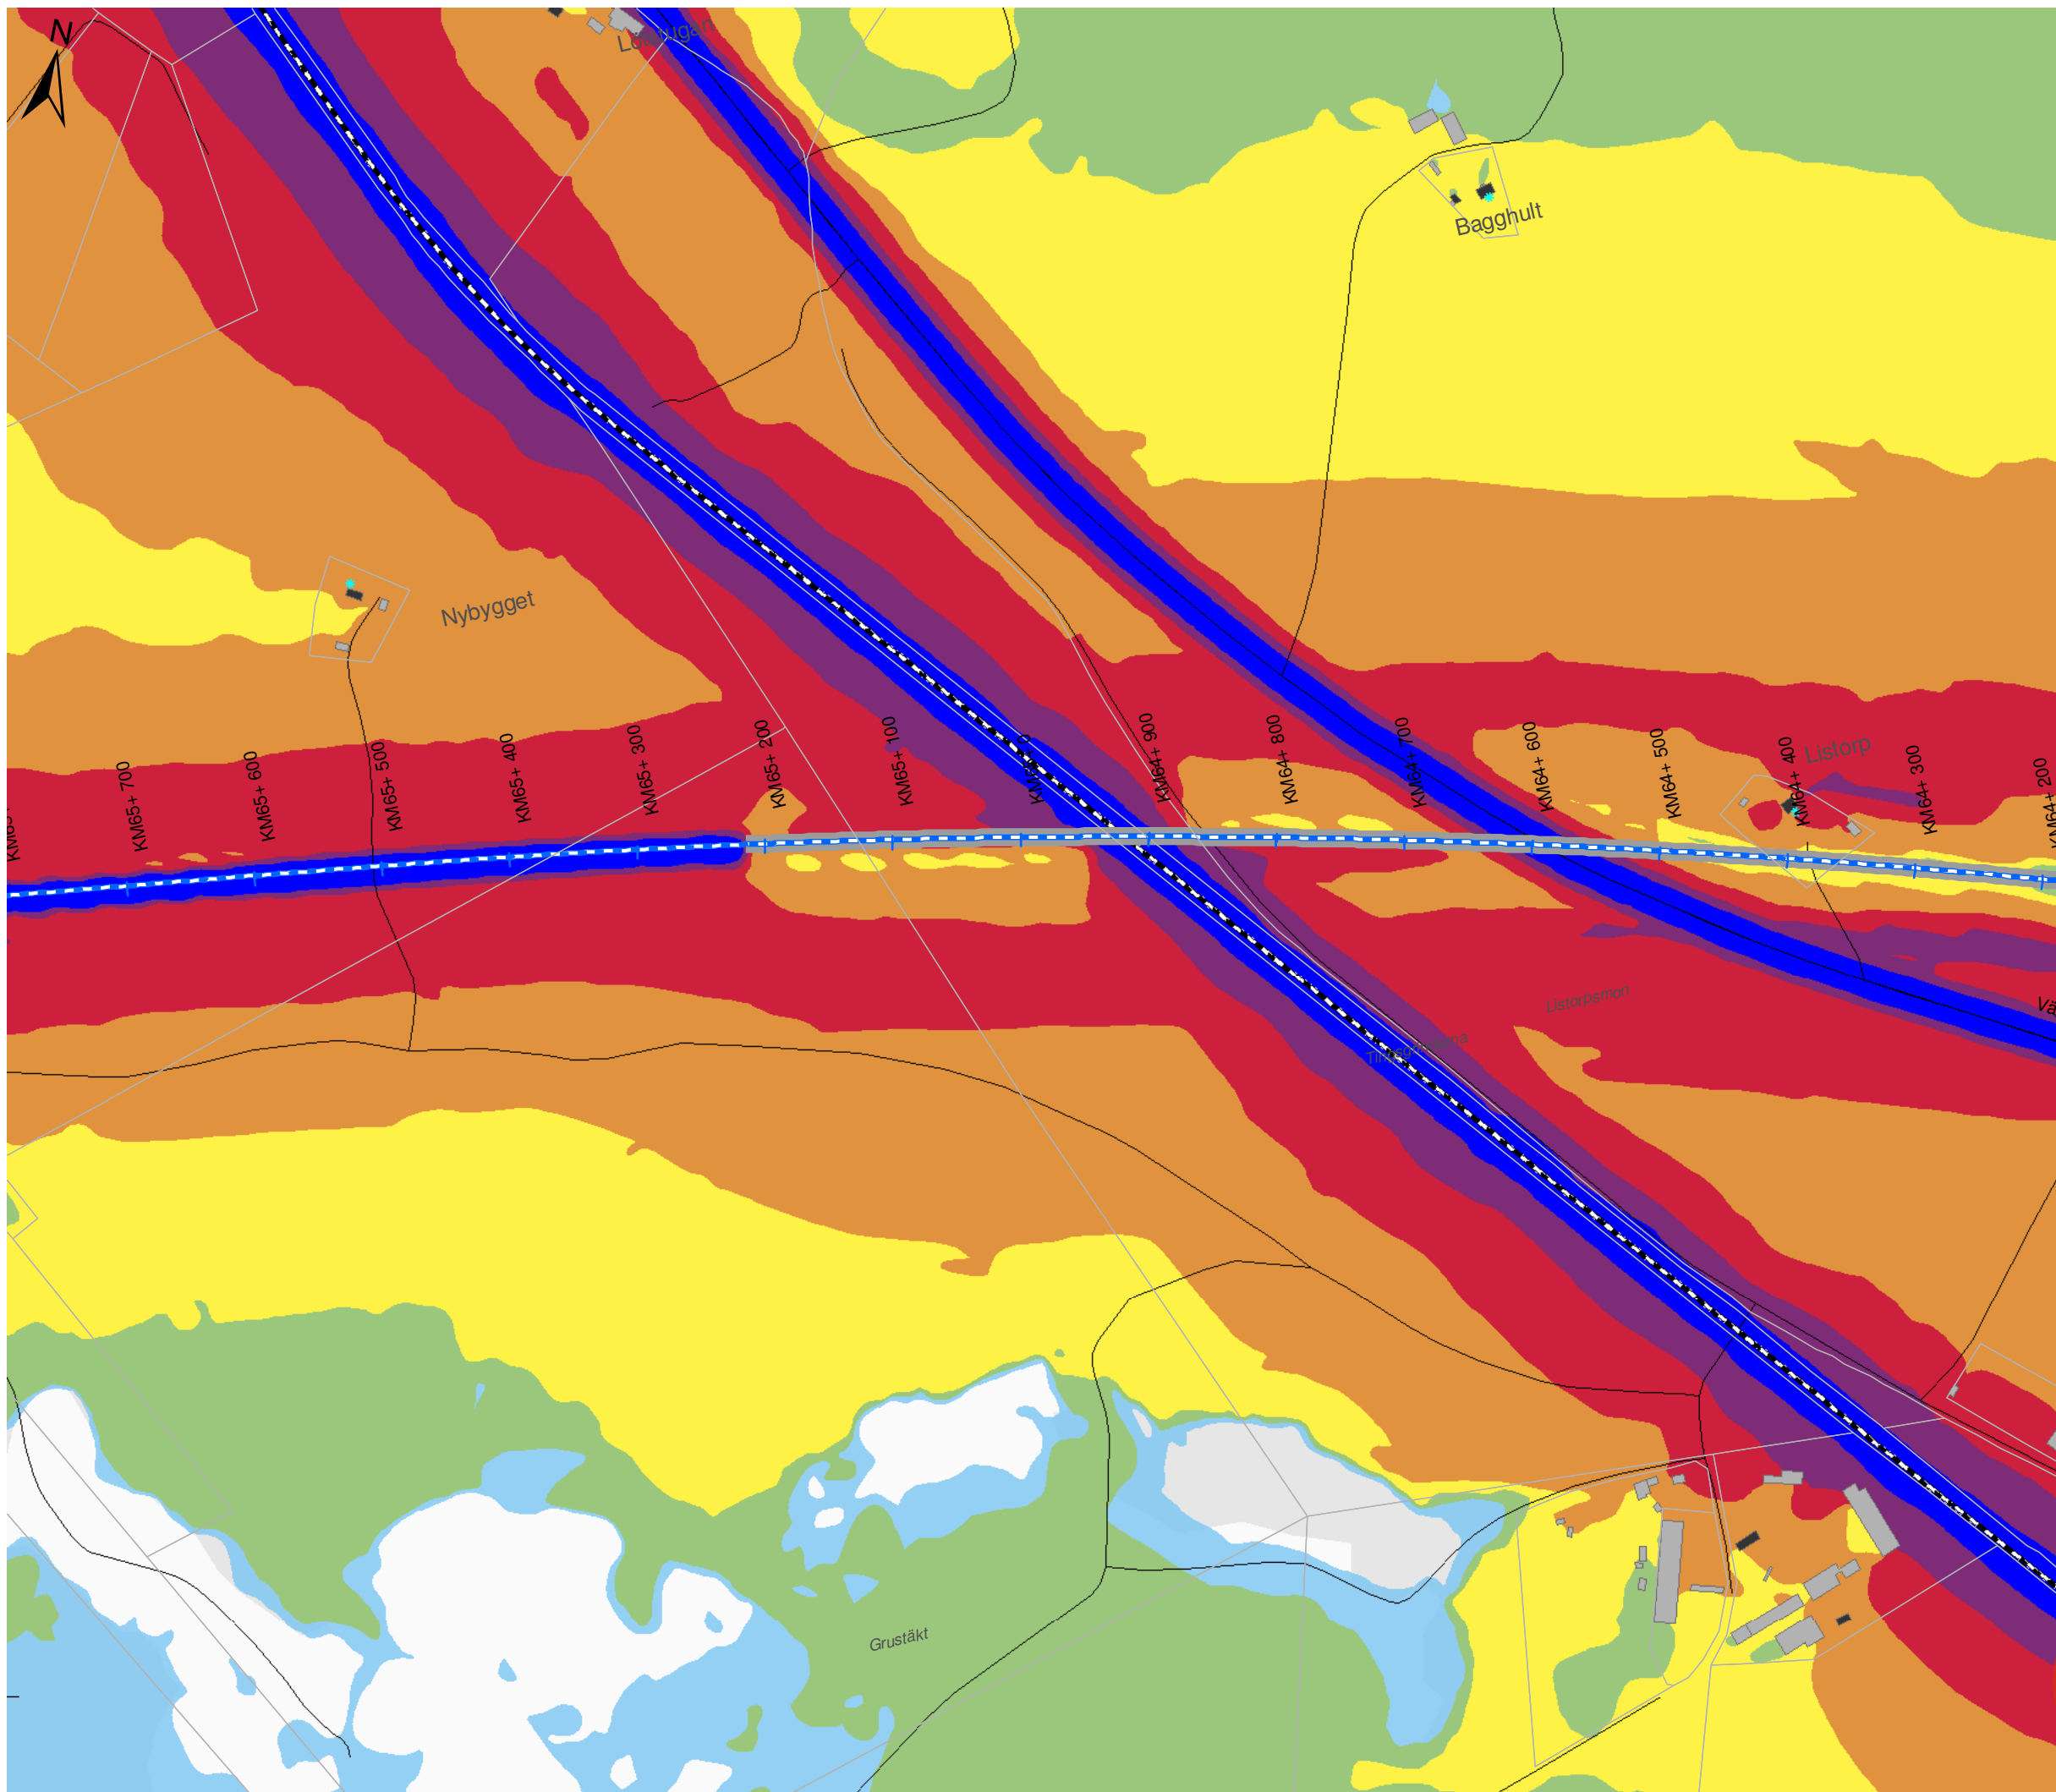 N
Bagghult
Nybygget
KM65+ 700
KM65+ 600
KM65+ 500
KM65+ 400
KM65+ 300
KM65+ 200
KM65+ 100
KM64+ 900
KM64+ 800
KM64+ 700
KM64+ 600
KM64+ 500
KM64+ 400
KM64+ 300
KM64+ 200
Listorp
Listorpsmon
Grustäkt